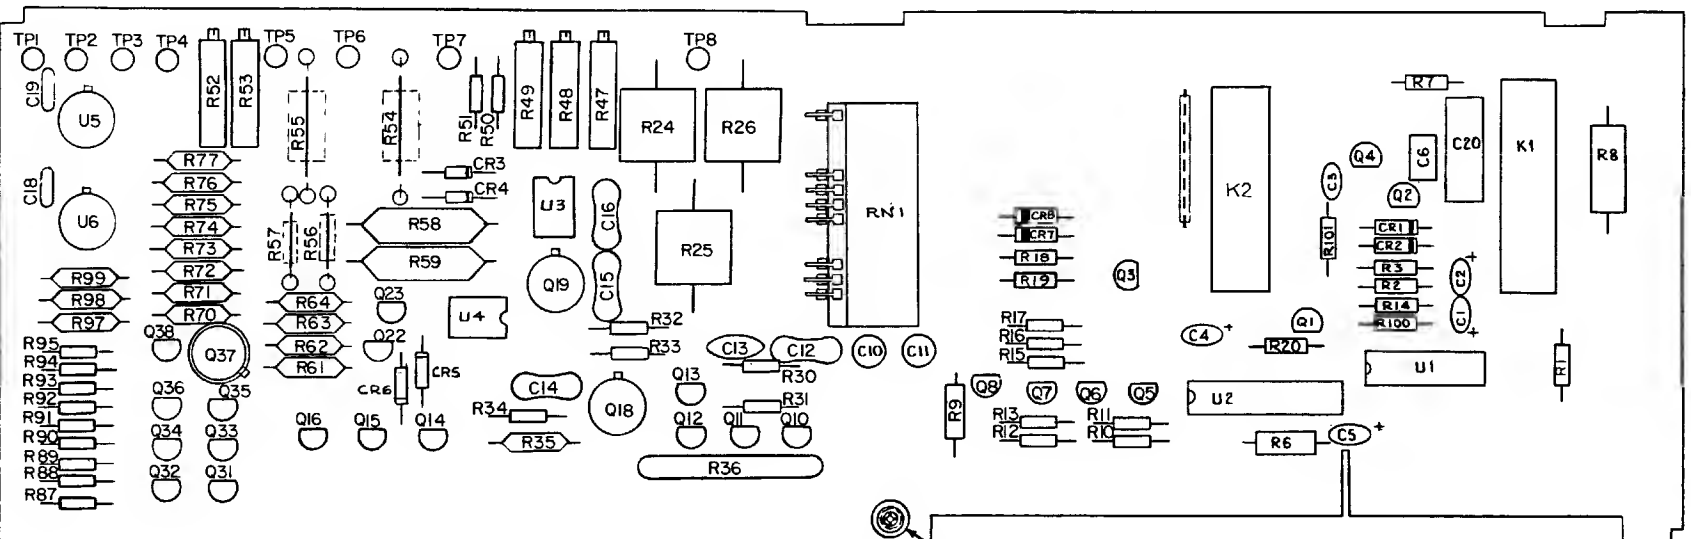 TP1 TP2 TP3 TP4 TP5 TP6 TP7 TP8
C19
U5
R52
R53
R55
R54
R51
R50
R49
R48
R47
R24
R26
C18
U6
R77
R76
R75
R74
R73
R72
R71
R70
R57
R56
CR3
CR4
R58
R59
U3
C16
C15
Q19
R25
RN1
R99
R98
R97
R64
R63
R62
R61
Q23
Q22
U4
R32
R33
Q38
Q37
R95
R94
R93
R92
R91
R90
R89
R88
R87
Q36
Q35
Q34
Q33
Q32
Q31
CR6
CR5
Q16
Q15
Q14
R34
R35
C14
Q18
C13
C12
C10
C11
R30
R31
Q13
Q12
Q11
Q10
R36
CR8
CR7
R18
R19
Q3
R17
R16
R15
R9
Q8
Q7
Q6
Q5
R13
R12
R11
R10
K2
R7
C20
C6
K1
R8
Q4
Q2
C3
R101
CR1
CR2
R3
R2
R14
R100
C2
+
C1
+
C4 +
Q1
R20
U1
R1
U2
R6
C5 +